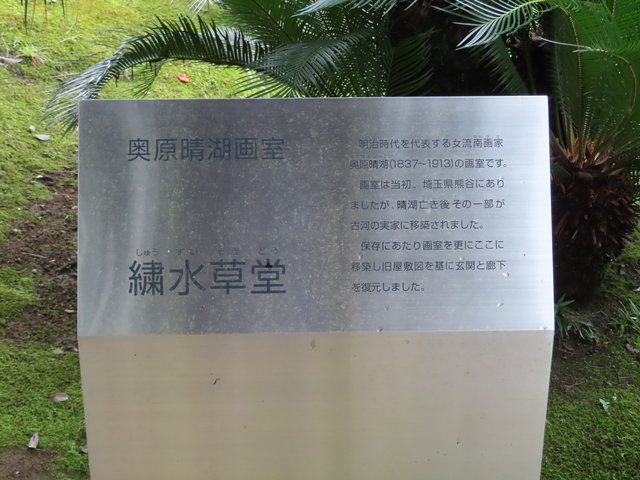 奥原晴湖画室
しゅう すい そう どう
繍水草堂
明治時代を代表する女流南画家
奥原晴湖(1837〜1913)の画室です。
画室は当初、埼玉県熊谷にあり
ましたが、晴湖亡き後その一部が
古河の実家に移築されました。
保存にあたり画室を更にここに
移築し旧屋敷図を基に玄関と廊下
を復元しました。